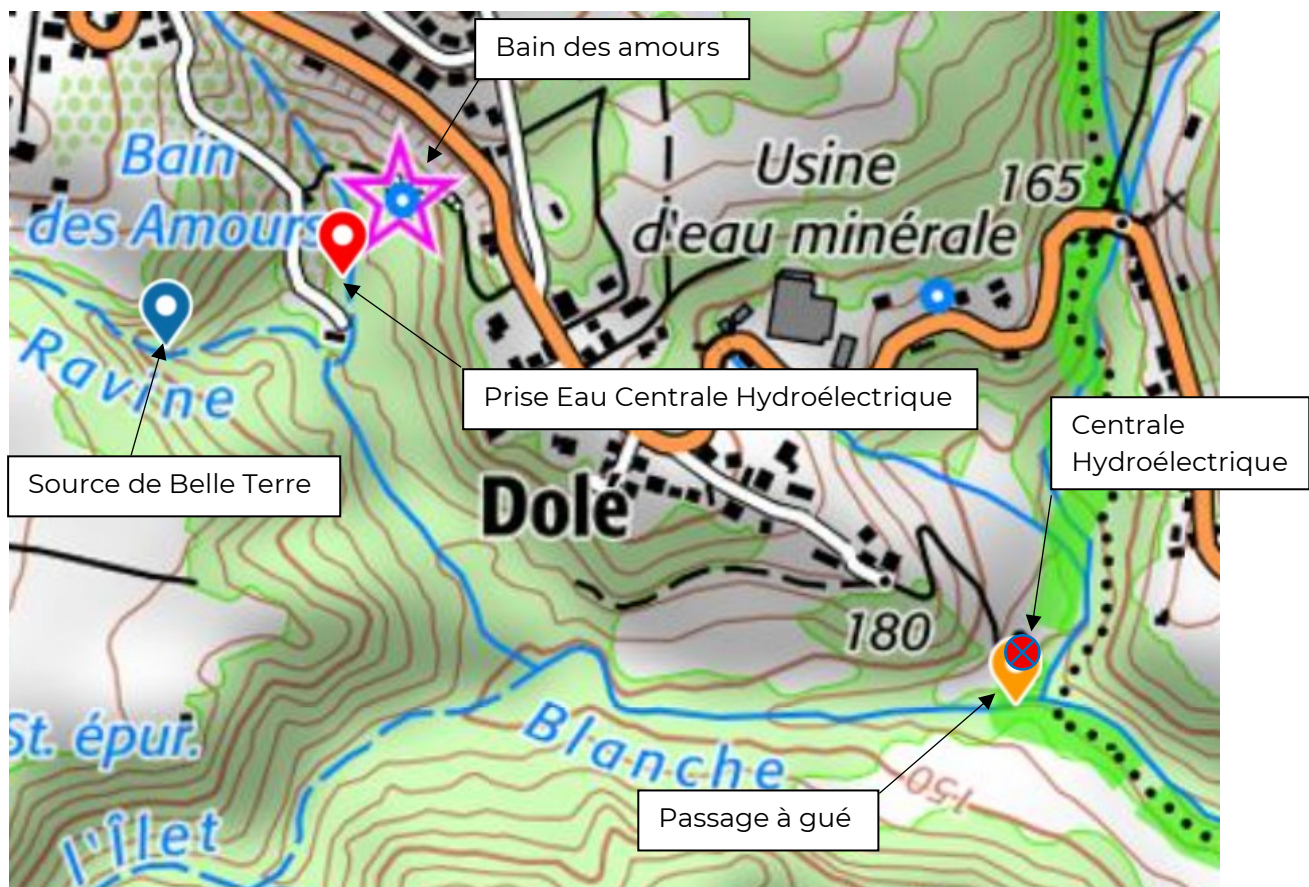 Bain des amours
Bain
des Amours
Usine
d'eau minérale
165
Ravine
Prise Eau Centrale Hydroélectrique
Centrale
Hydroélectrique
Source de Belle Terre
Dolé
180
Blanche
St. épur.
150
Passage à gué
l'îlet